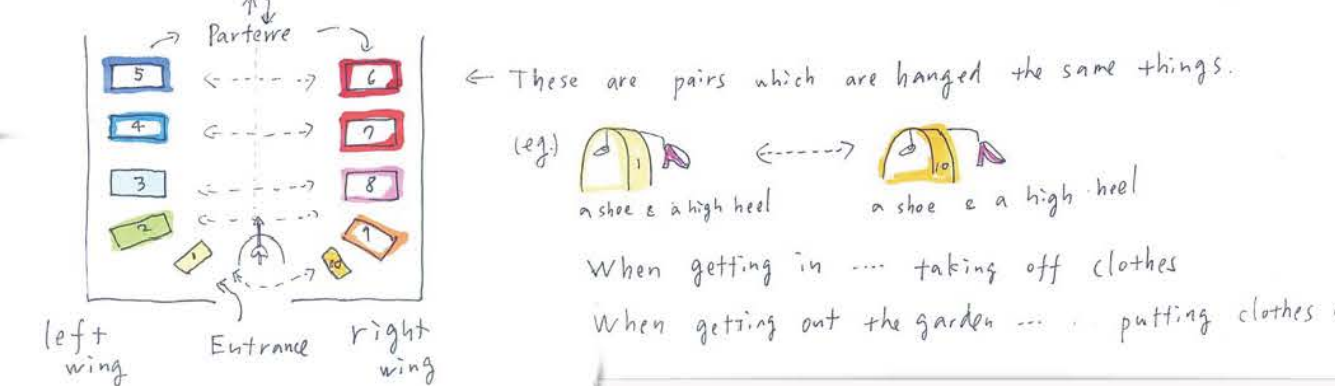 Parterre
5
6
4
7
3
8
2
9
1
10
left wing
Entrance
right wing
← These are pairs which are hanged the same things.
(eg.)
1
10
a shoe & a high heel
a shoe & a high heel
When getting in .... taking off clothes
When getting out the garden .... putting clothes